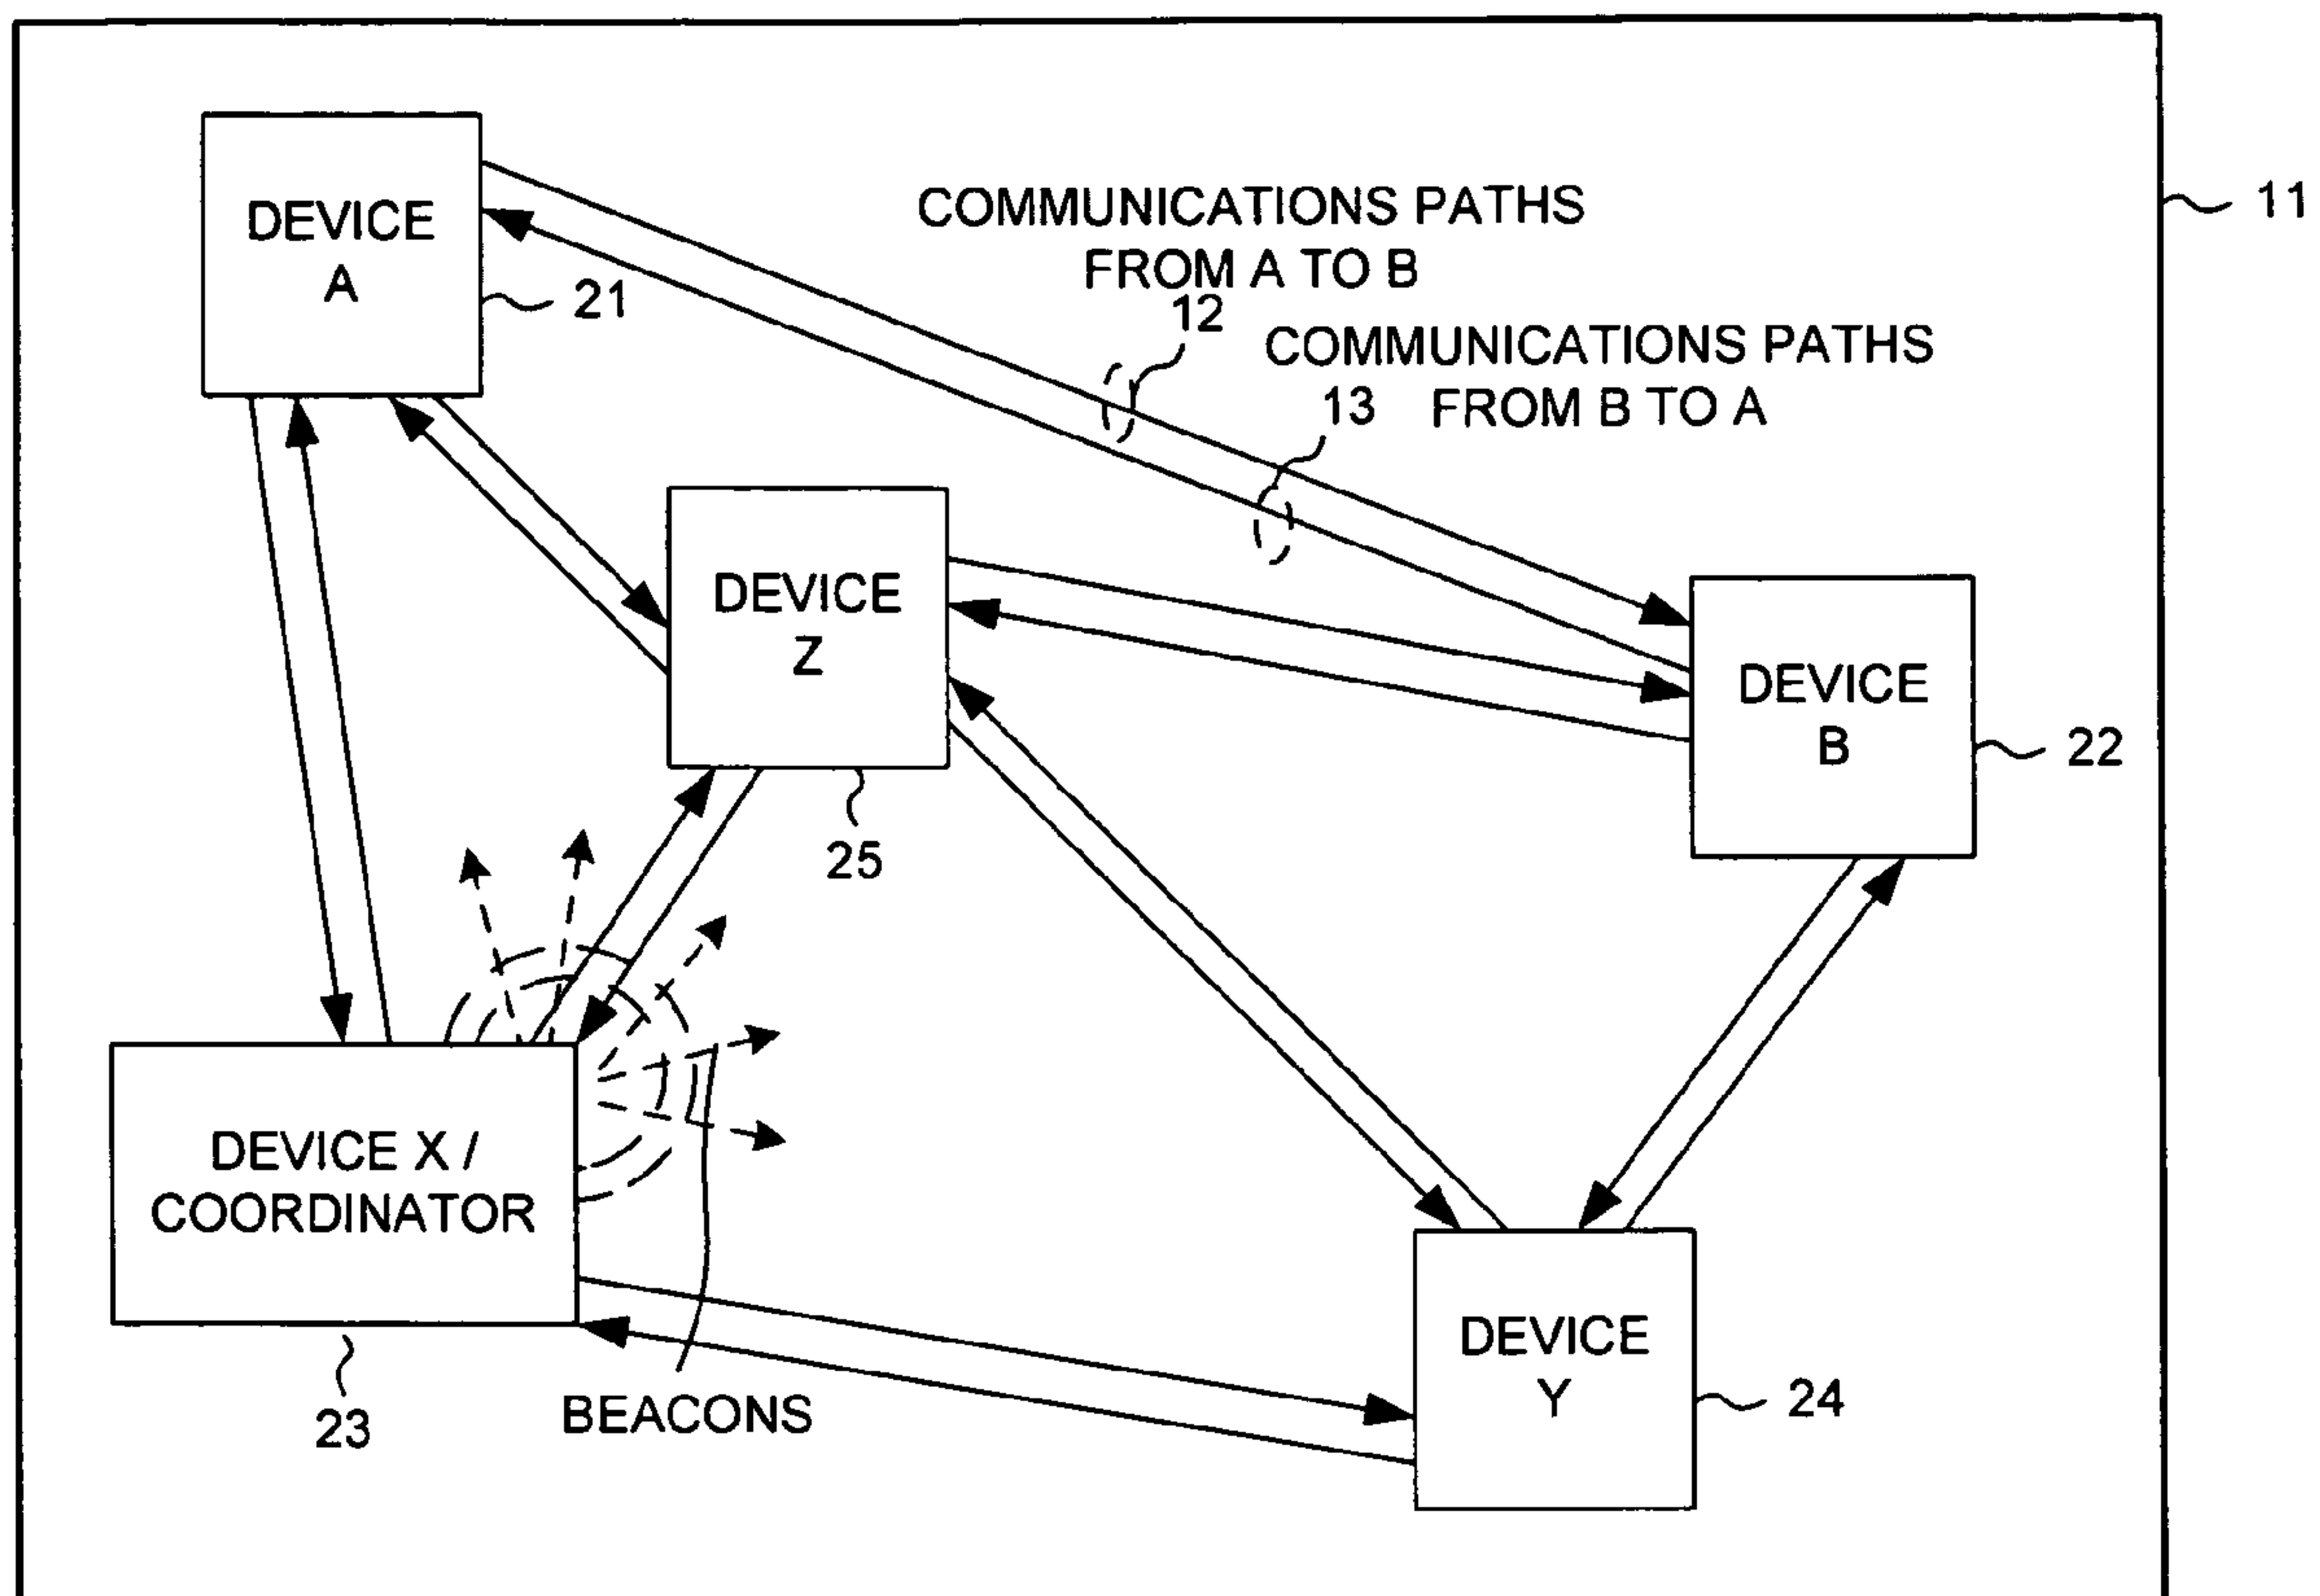 11
DEVICE
A
21
COMMUNICATIONS PATHS
FROM A TO B
12
COMMUNICATIONS PATHS
13 FROM B TO A
DEVICE
Z
25
DEVICE
B
22
DEVICE X /
COORDINATOR
23
BEACONS
DEVICE
Y
24